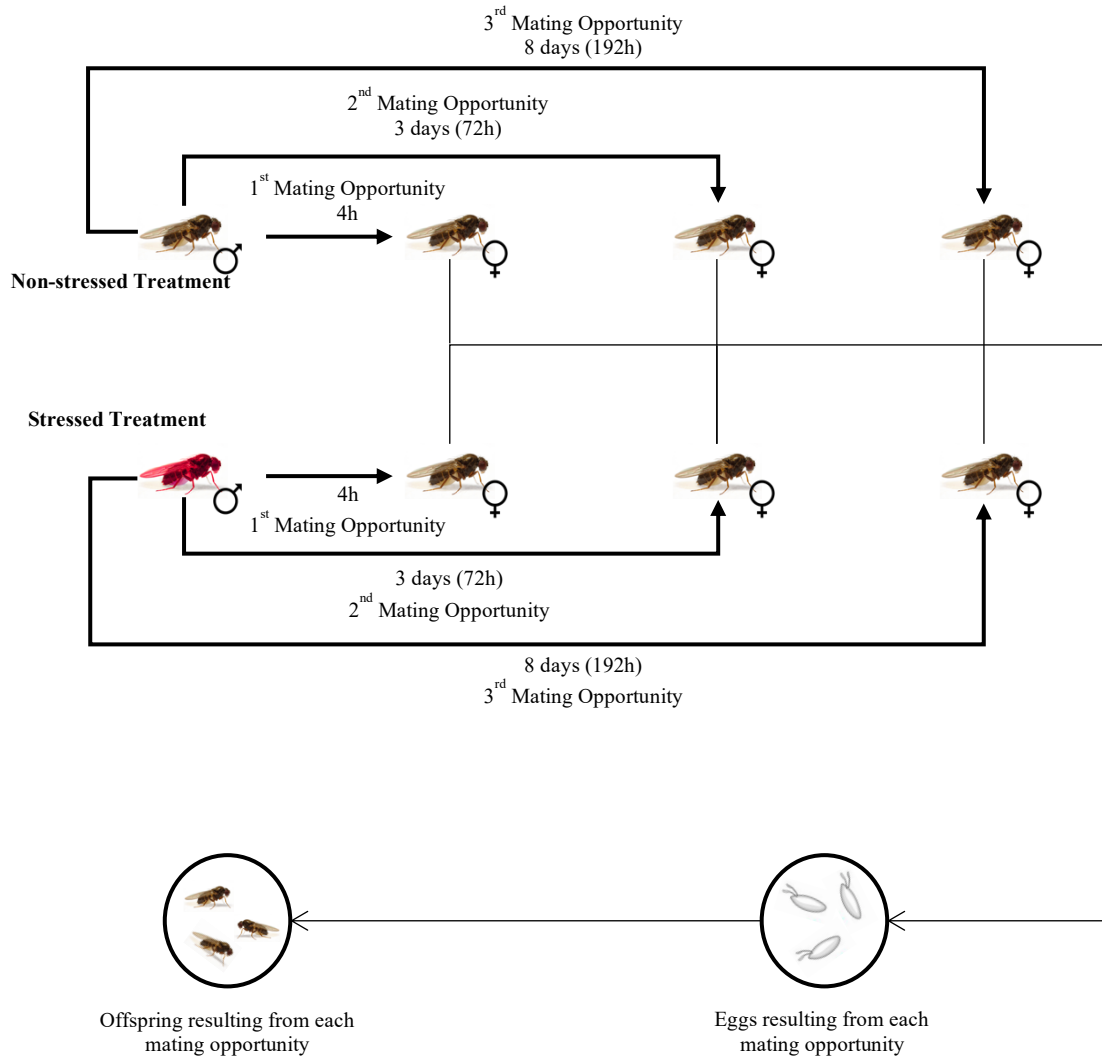 3rd Mating Opportunity
8 days (192h)
2nd Mating Opportunity
3 days (72h)
1st Mating Opportunity
4h
Non-stressed Treatment
Stressed Treatment
4h
1st Mating Opportunity
3 days (72h)
2nd Mating Opportunity
8 days (192h)
3rd Mating Opportunity
Offspring resulting from each
mating opportunity
Eggs resulting from each
mating opportunity